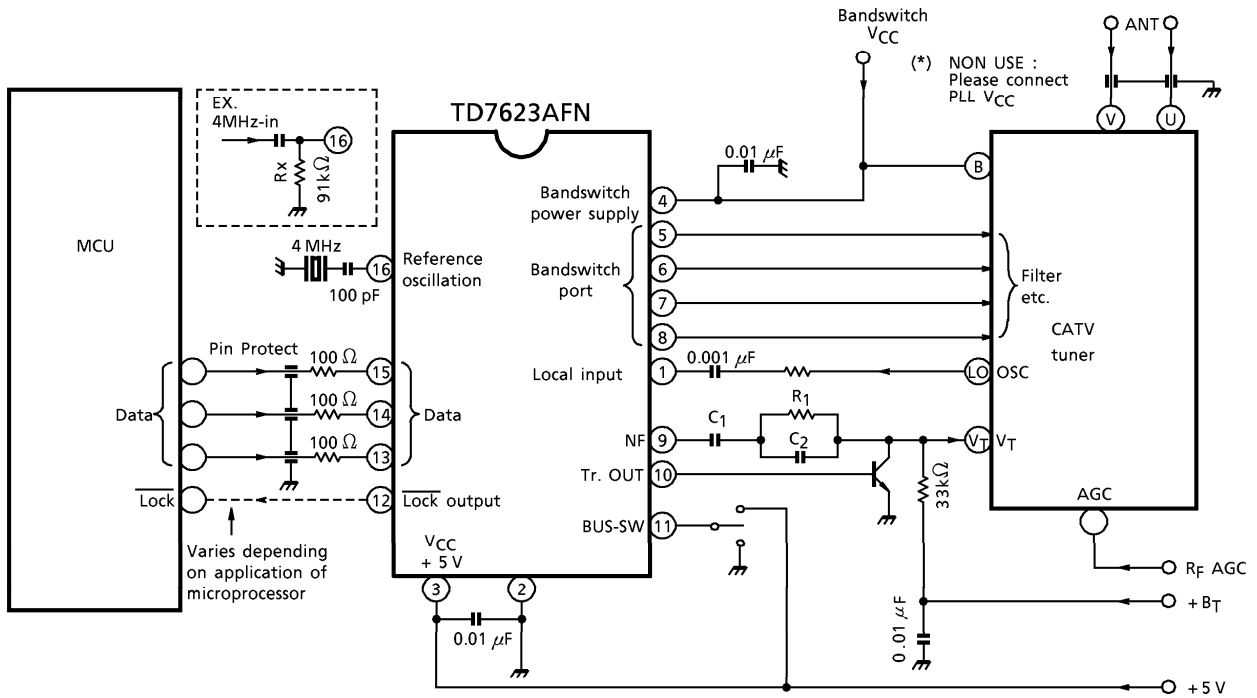 Bandswitch
VCC
ANT
(*) NON USE :
Please connect
PLL VCC
EX.
4MHz-in
16
Rx
91kΩ
TD7623AFN
V
U
0.01 μF
B
MCU
Bandswitch
power supply
4
5
4 MHz
16
Reference
oscillation
100 pF
Bandswitch
port
6
7
8
Filter
etc.
CATV
tuner
Pin Protect
100 Ω
15
Local input
1
0.001 μF
LO
OSC
Data
100 Ω
14
Data
100 Ω
13
R1
C1
C2
NF
9
VT
VT
Tr. OUT
10
33kΩ
Lock
12
Lock output
AGC
BUS-SW
11
Varies depending
on application of
microprocessor
VCC
+ 5 V
3
2
0.01 μF
RF AGC
+BT
0.01 μF
+5 V